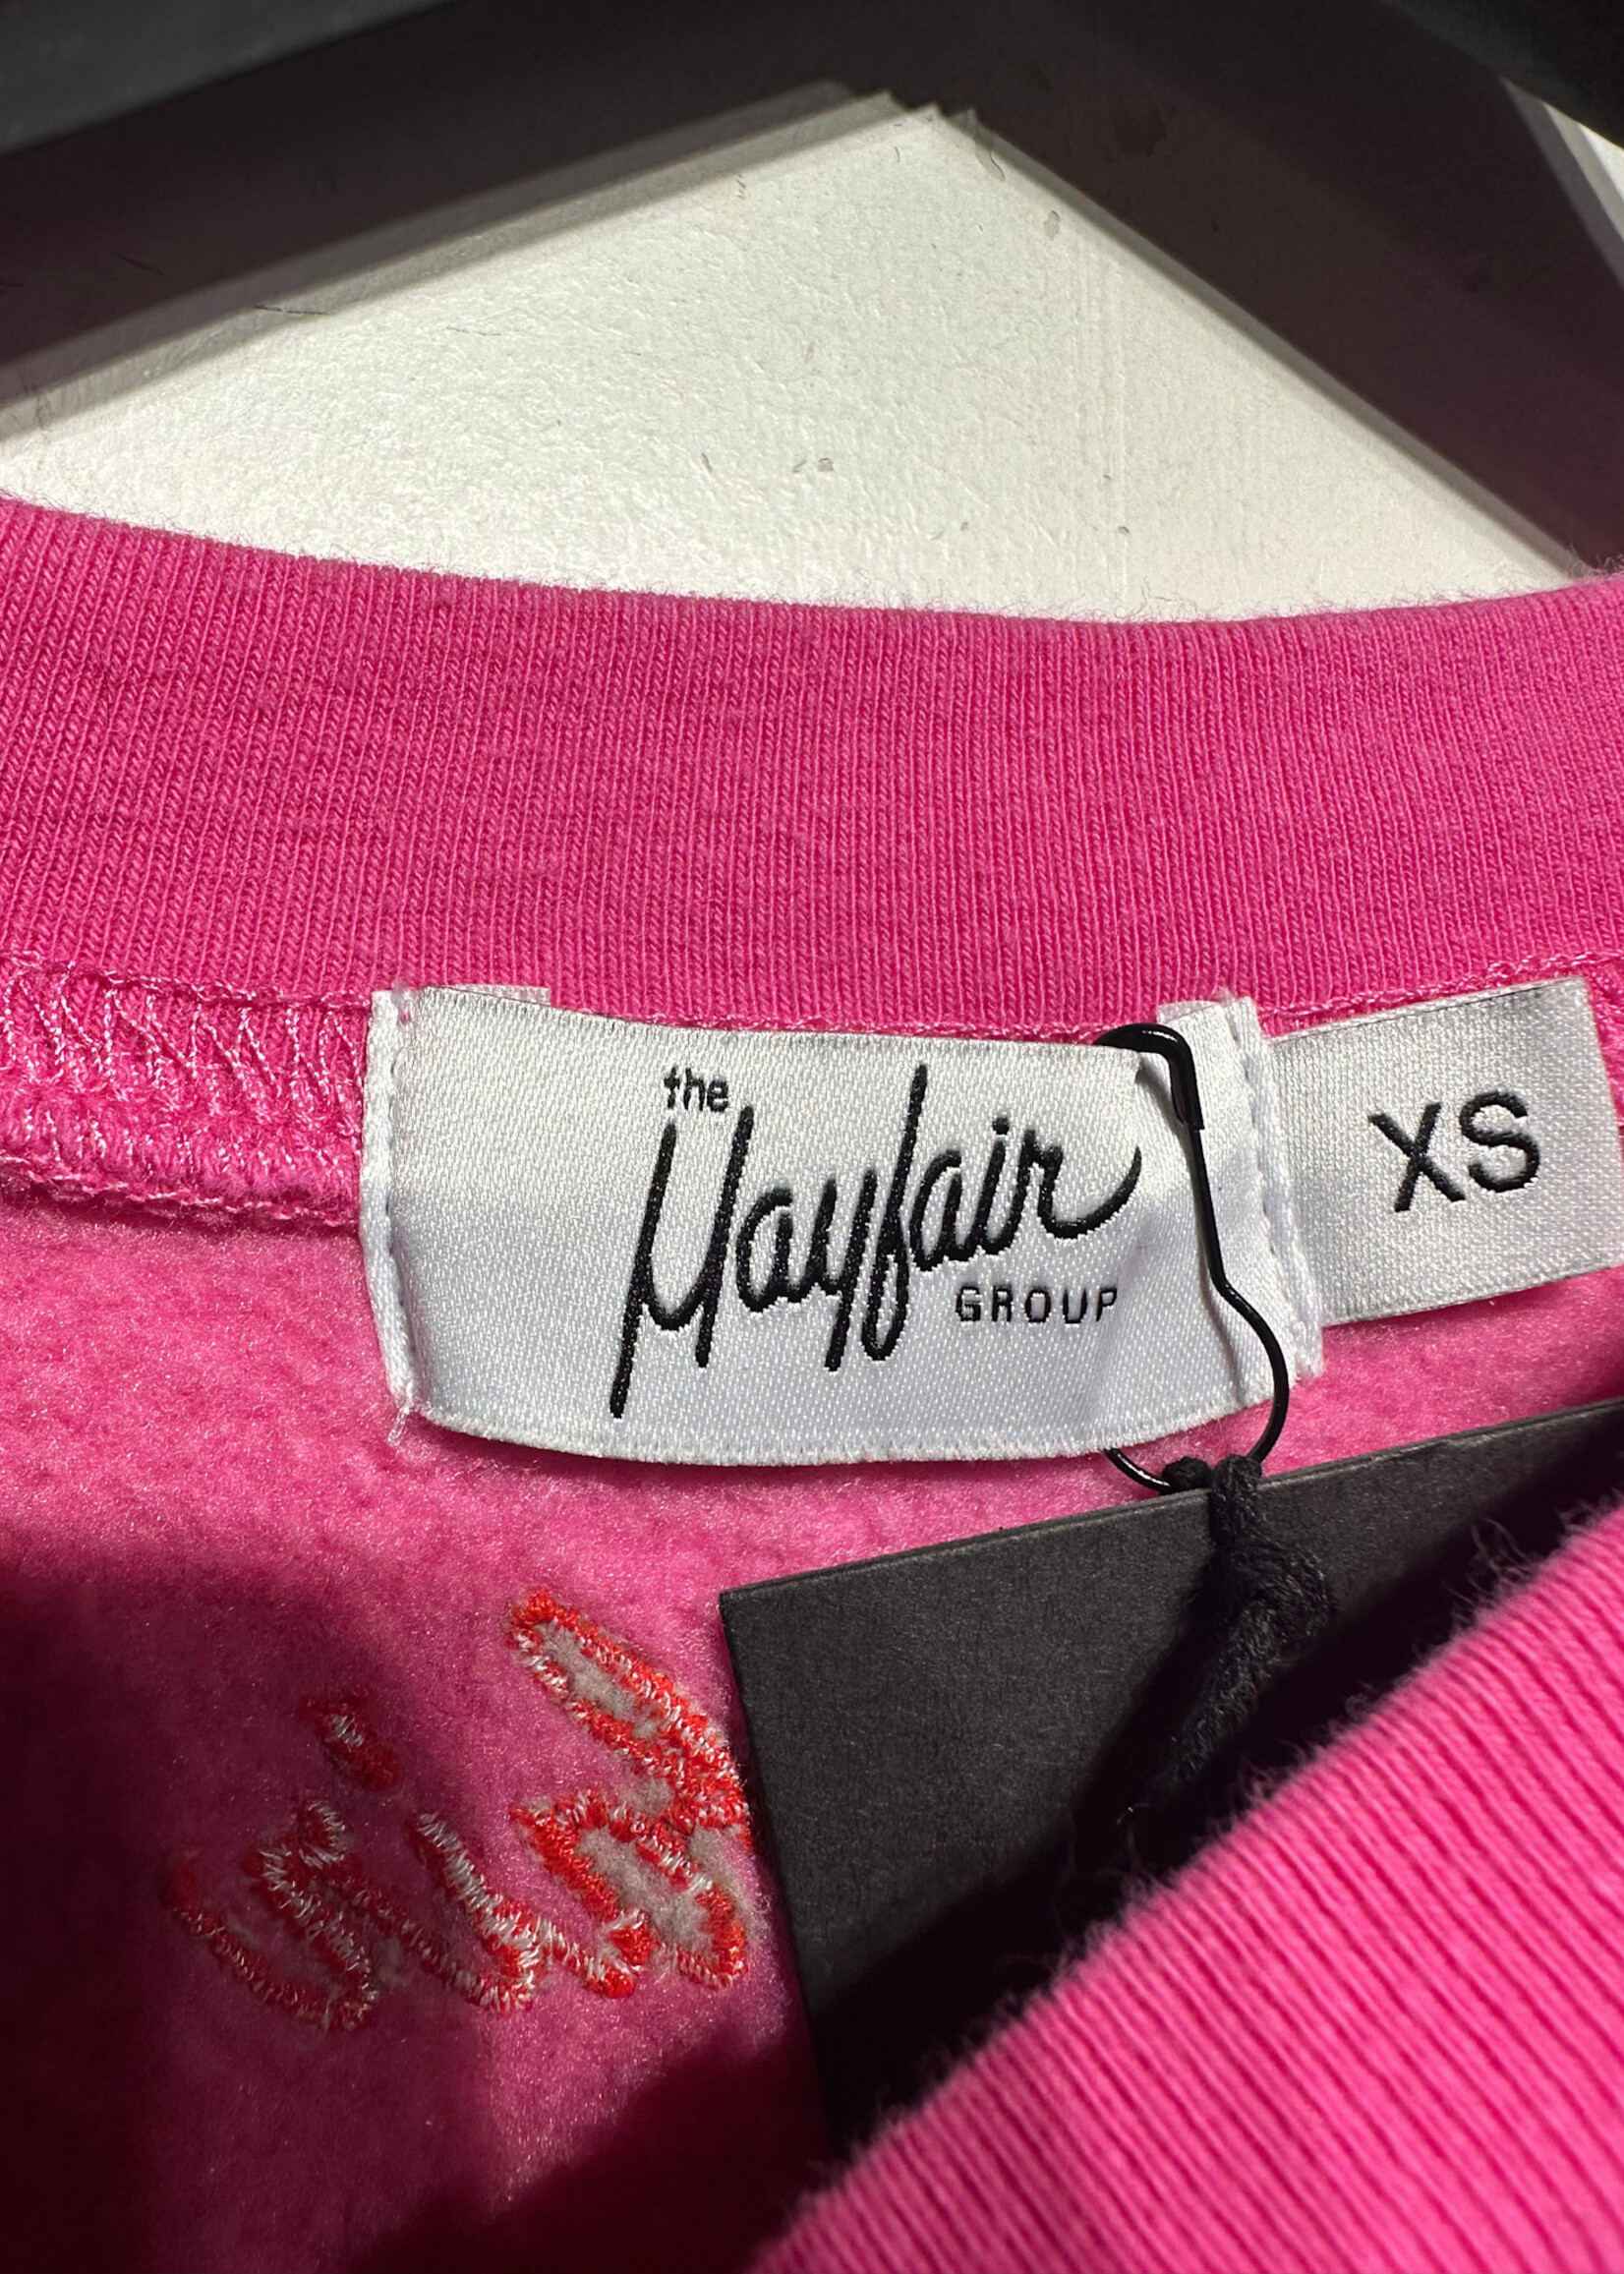 the
Mayfair
GROUP
XS